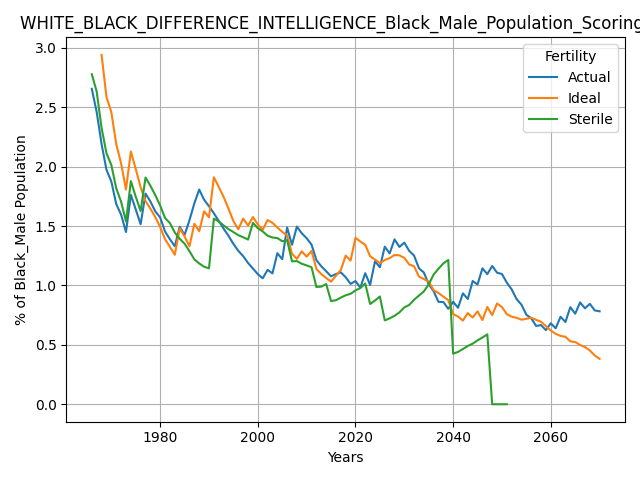 WHITE_BLACK_DIFFERENCE_INTELLIGENCE_Black_Male_Population_Scoring
3.0
2.5
2.0
1.5
1.0
0.5
0.0
% of Black_Male Population
Fertility
Actual
Ideal
Sterile
1980
2000
2020
2040
2060
Years